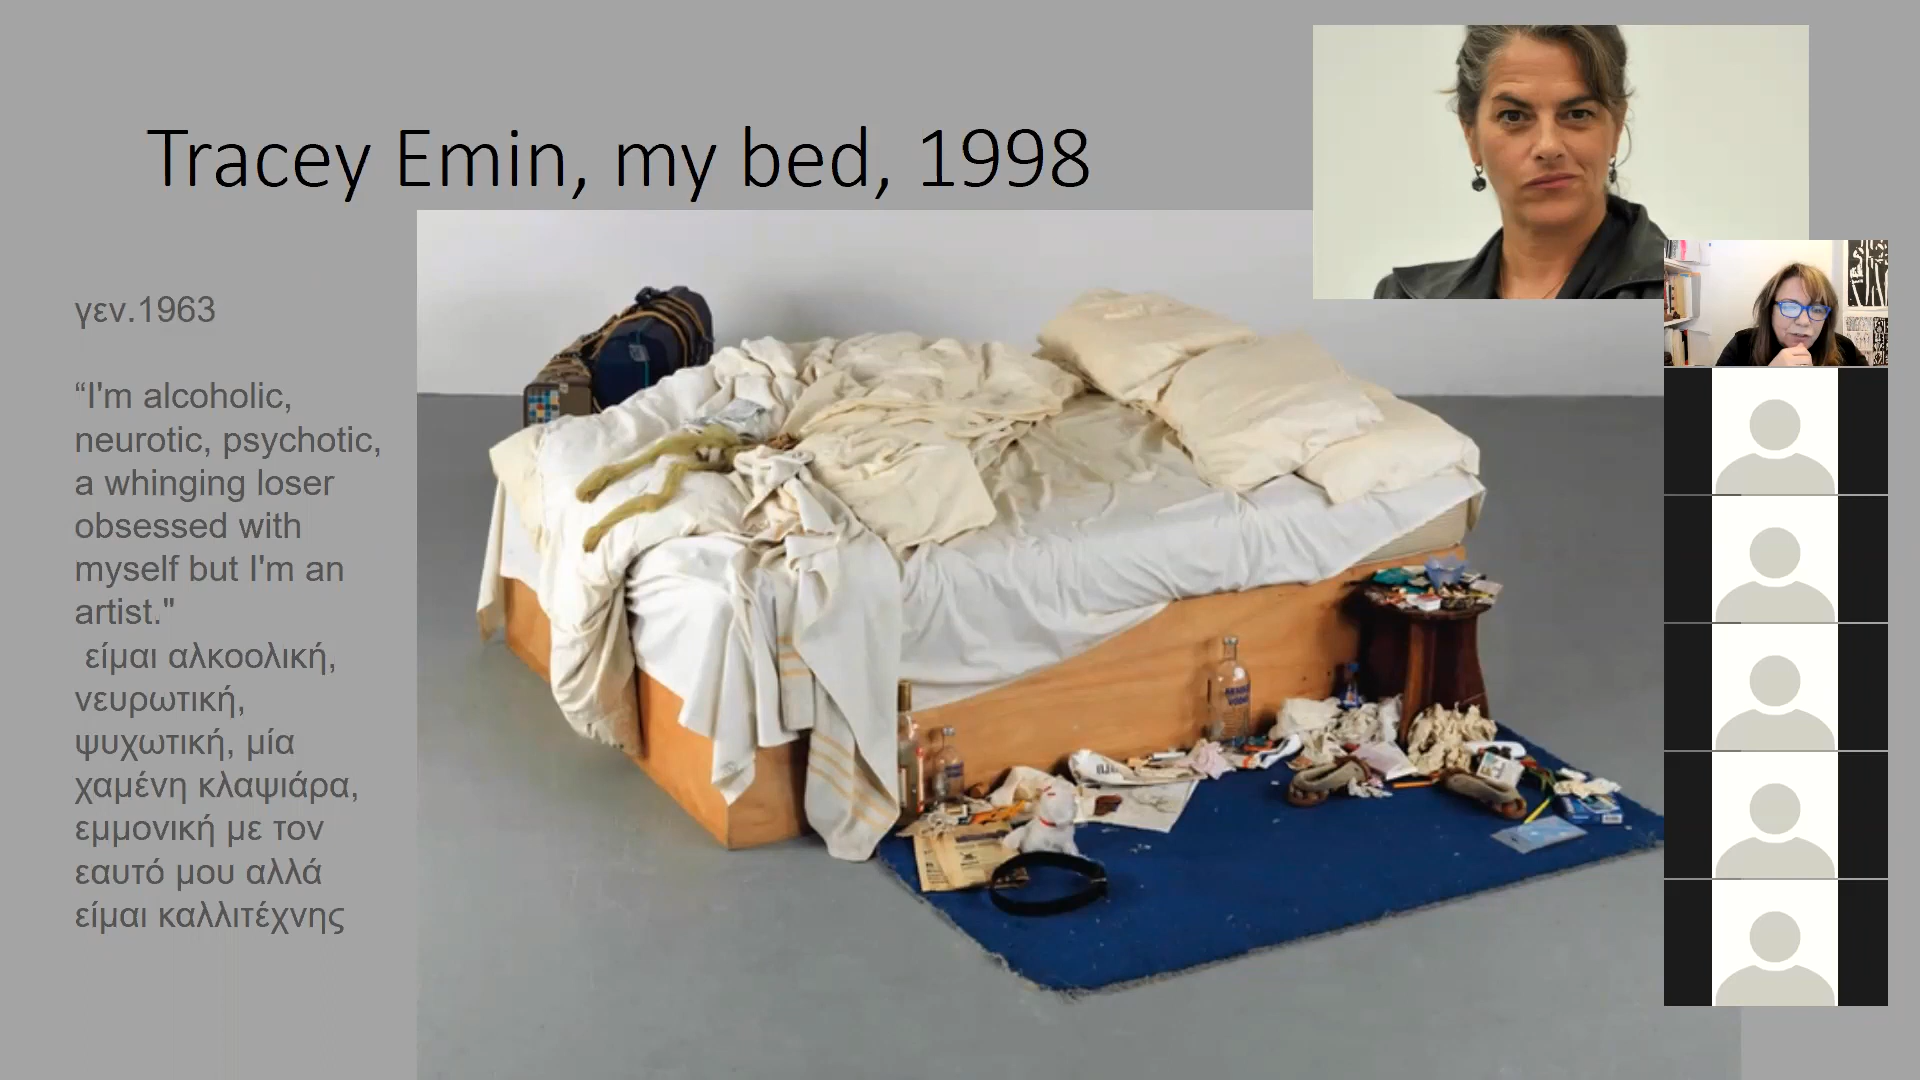 Tracey Emin, my bed, 1998
γεν.1963
“I'm alcoholic,
neurotic, psychotic,
a whinging loser
obsessed with
myself but I'm an
artist."
είμαι αλκοολική,
νευρωτική,
ψυχωτική, μία
χαμένη κλαψιάρα,
εμμονική με τον
εαυτό μου αλλά
είμαι καλλιτέχνης
VODKA